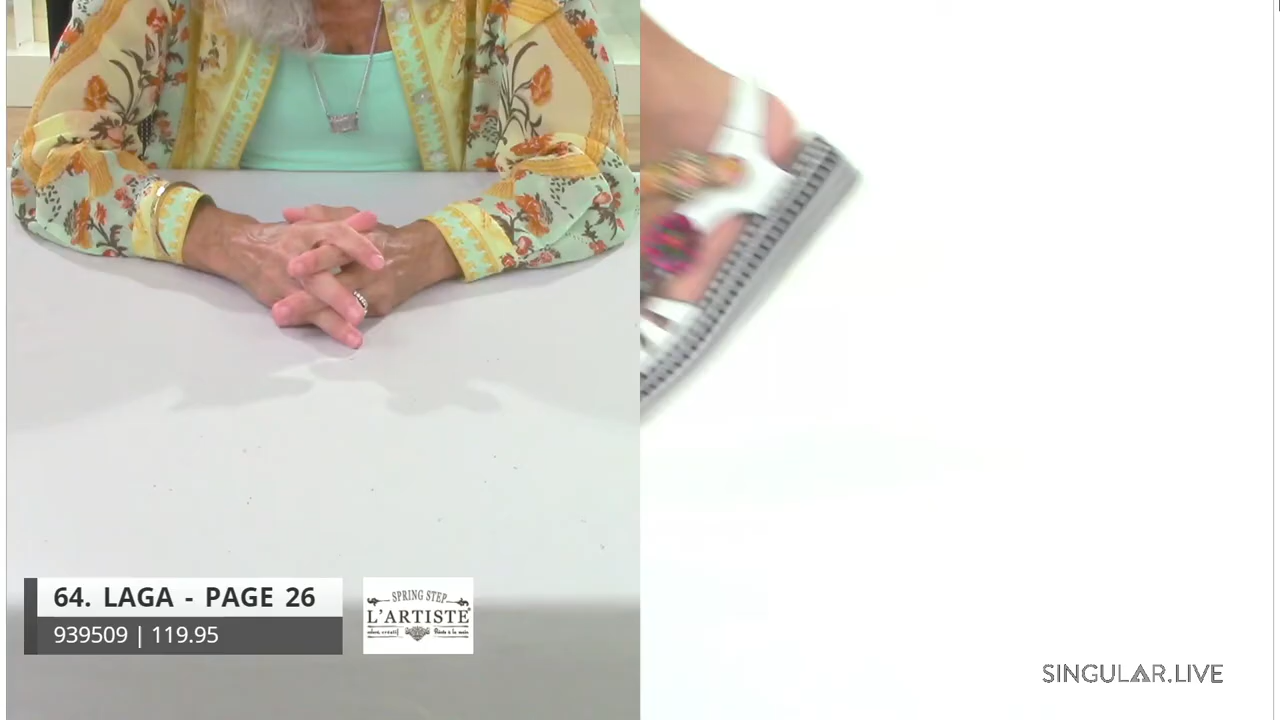 64. LAGA - PAGE 26
939509 | 119.95
SPRING STEP
L'ARTISTE
SINGULAR.LIVE